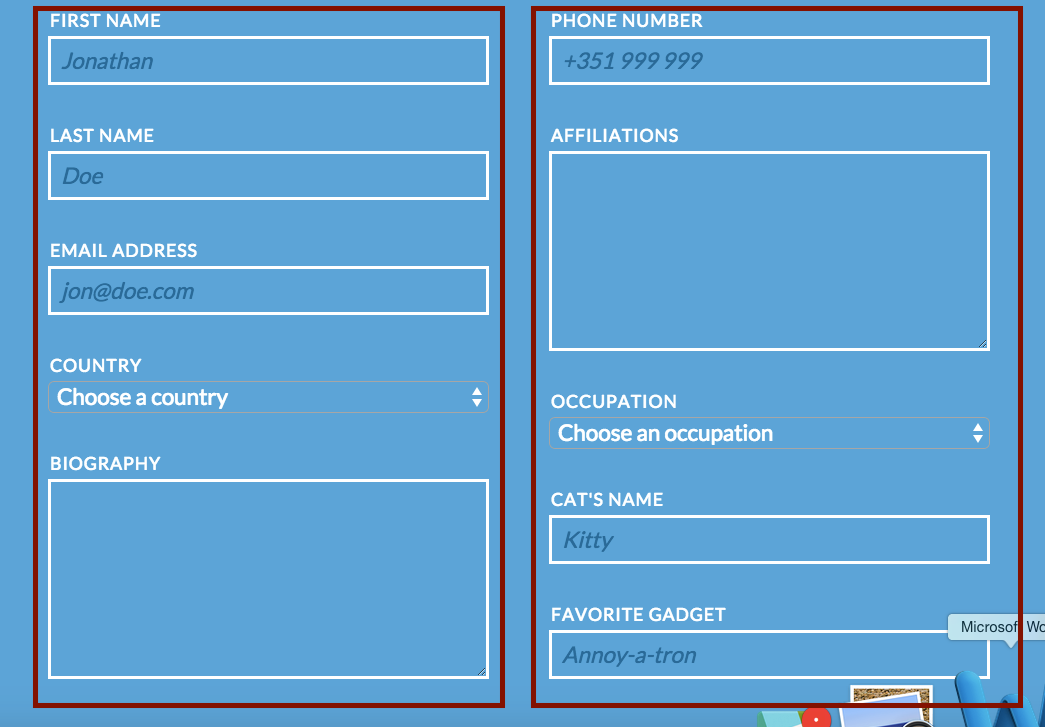 FIRST NAME
Jonathan
LAST NAME
Doe
EMAIL ADDRESS
jon@doe.com
COUNTRY
Choose a country
BIOGRAPHY
PHONE NUMBER
+351 999 999
AFFILIATIONS
OCCUPATION
Choose an occupation
CAT'S NAME
Kitty
FAVORITE GADGET
Annoy-a-tron
Microsoft Wo